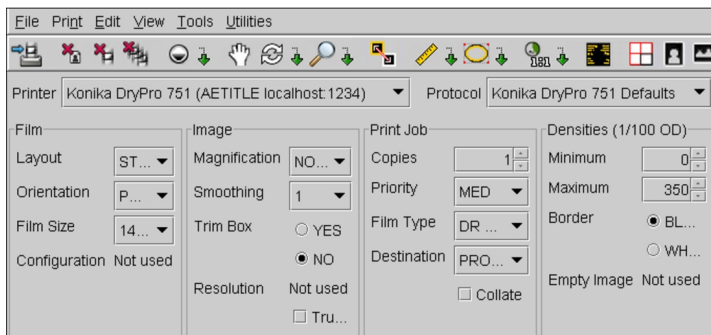 File Print Edit View Tools Utilities
181
Printer Konika DryPro 751 (AETITLE localhost:1234) Protocol Konika DryPro 751 Defaults
Film Image Print Job Densities (1/100 OD)
Layout ST... Magnification NO... Copies 1 Minimum 0
Orientation P... Smoothing 1 Priority MED Maximum 350
Film Size 14... Trim Box YES Film Type DR ... Border BL...
Configuration Not used NO Destination PRO... WH...
Resolution Not used Collate Empty Image Not used
Tru...